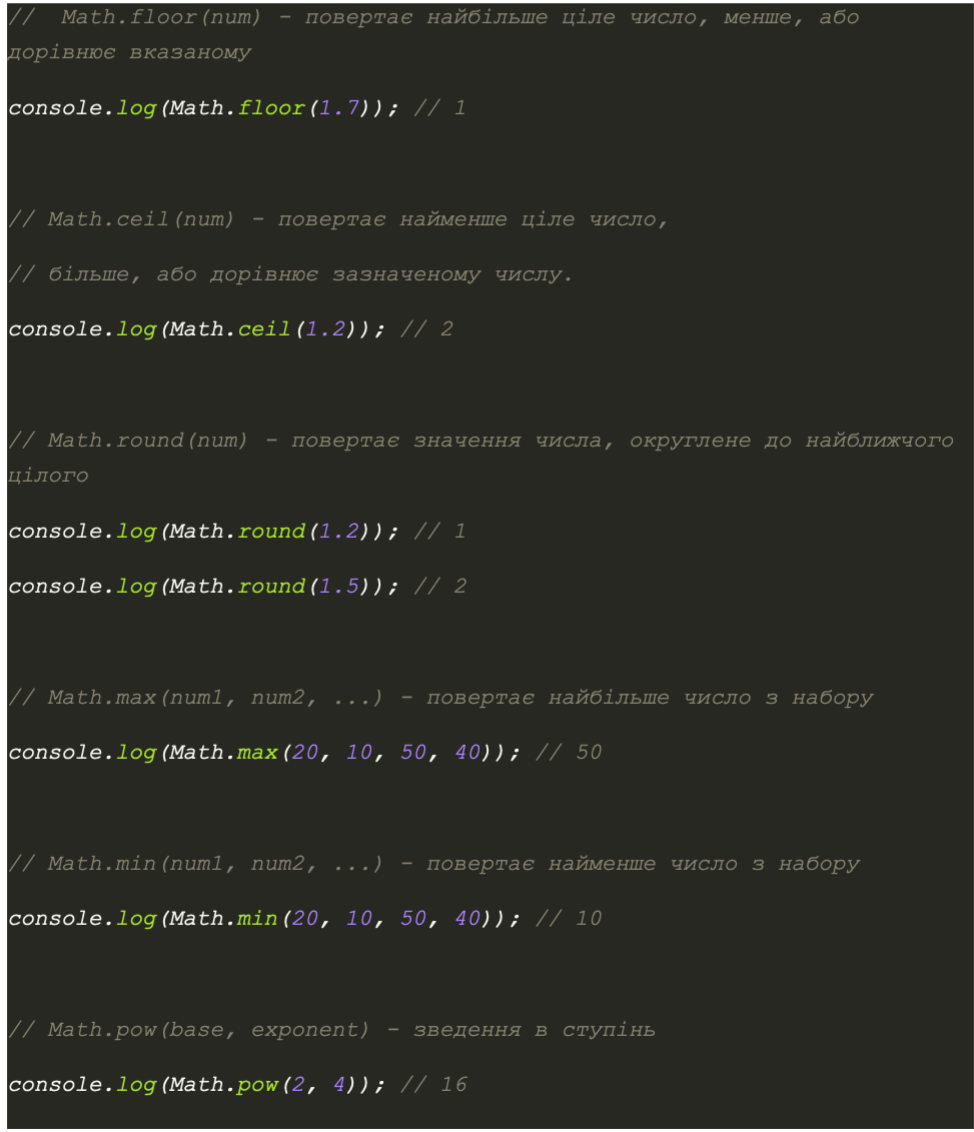 //  Math.floor(num) - повертає найбільше ціле число, менше, або
дорівнює вказаному
console.log(Math.floor(1.7)); // 1
// Math.ceil(num) - повертає найменше ціле число,
// більше, або дорівнює зазначеному числу.
console.log(Math.ceil(1.2)); // 2
// Math.round(num) - повертає значення числа, округлене до найближчого
цілого
console.log(Math.round(1.2)); // 1
console.log(Math.round(1.5)); // 2
// Math.max(num1, num2, ...) - повертає найбільше число з набору
console.log(Math.max(20, 10, 50, 40)); // 50
// Math.min(num1, num2, ...) - повертає найменше число з набору
console.log(Math.min(20, 10, 50, 40)); // 10
// Math.pow(base, exponent) - зведення в ступінь
console.log(Math.pow(2, 4)); // 16